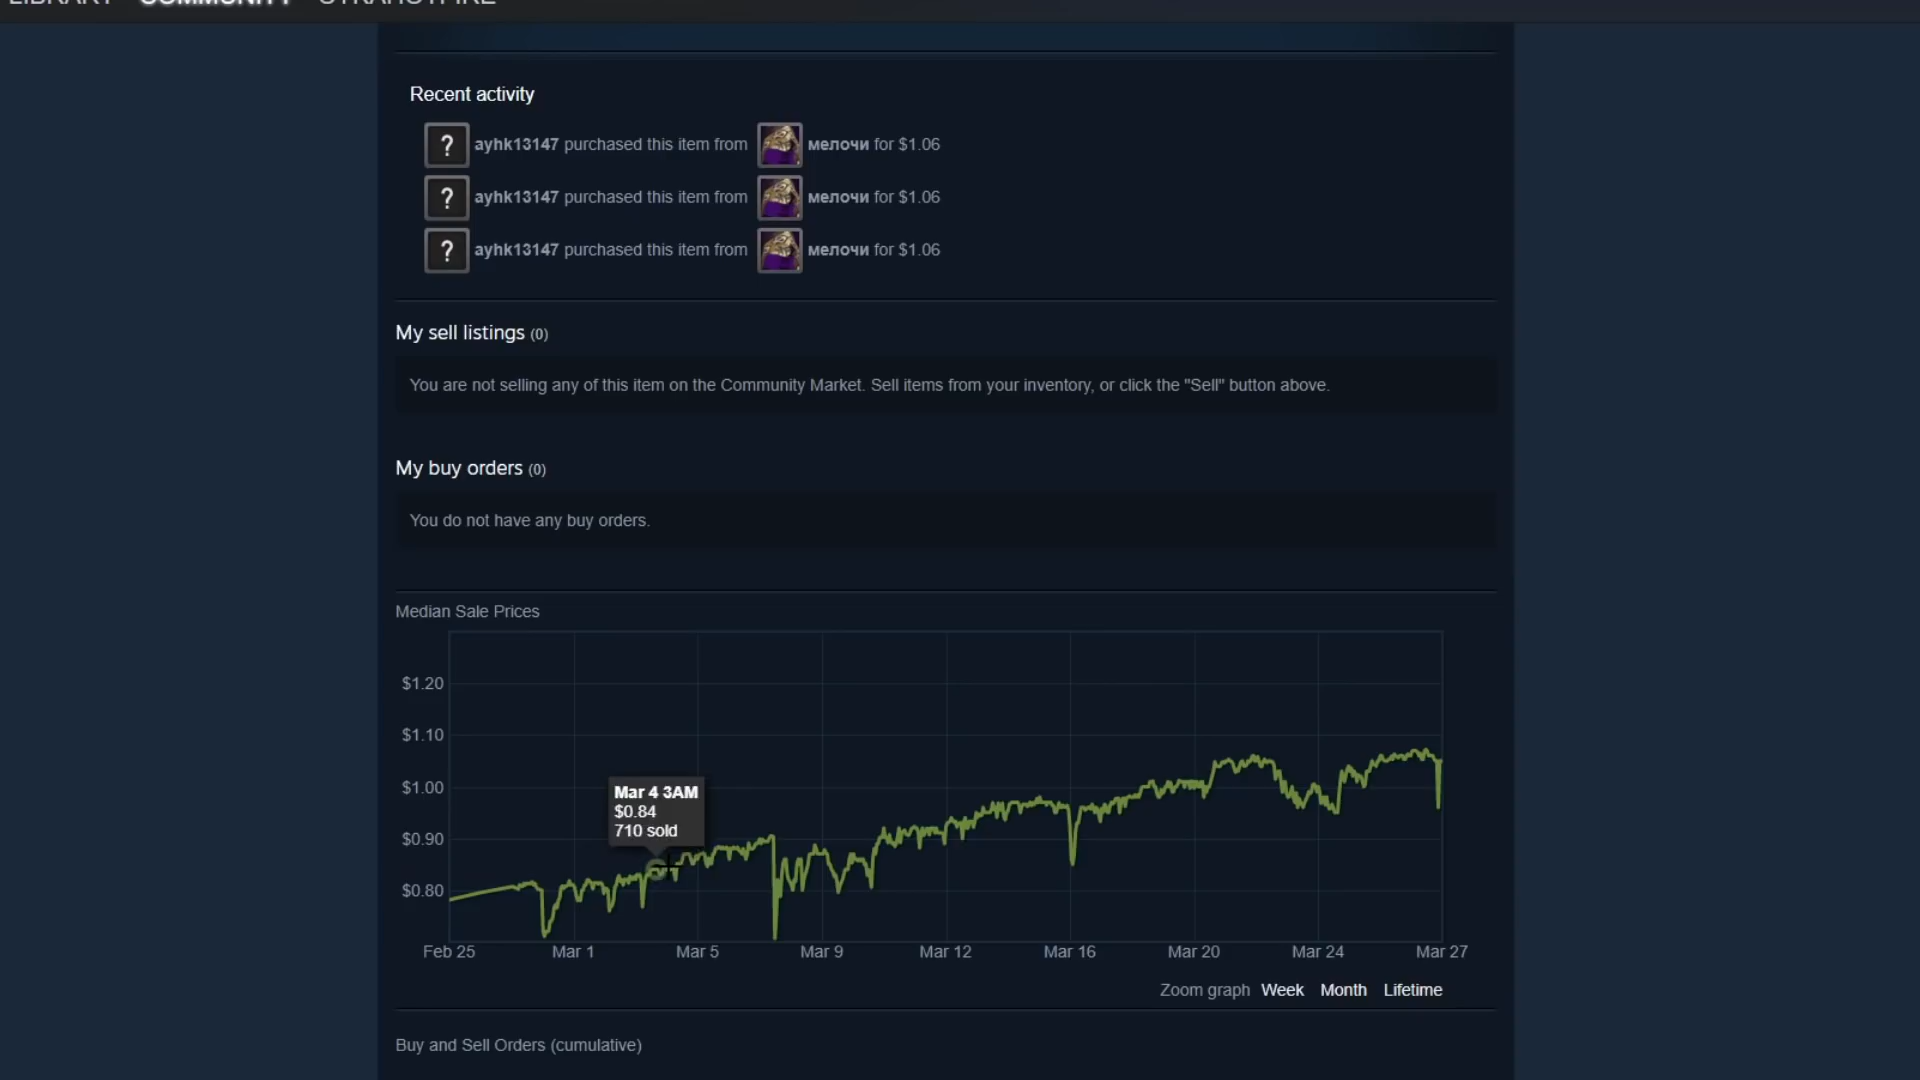 LIBRARY COMMUNITY
Recent activity
? ayhk13147 purchased this item from мелочи for $1.06
? ayhk13147 purchased this item from мелочи for $1.06
? ayhk13147 purchased this item from мелочи for $1.06
My sell listings (0)
You are not selling any of this item on the Community Market. Sell items from your inventory, or click the "Sell" button above.
My buy orders (0)
You do not have any buy orders.
Median Sale Prices
$1.20
$1.10
$1.00
$0.90
$0.80
Mar 4 3AM
$0.84
710 sold
Feb 25 Mar 1 Mar 5 Mar 9 Mar 12 Mar 16 Mar 20 Mar 24 Mar 27
Zoom graph Week Month Lifetime
Buy and Sell Orders (cumulative)